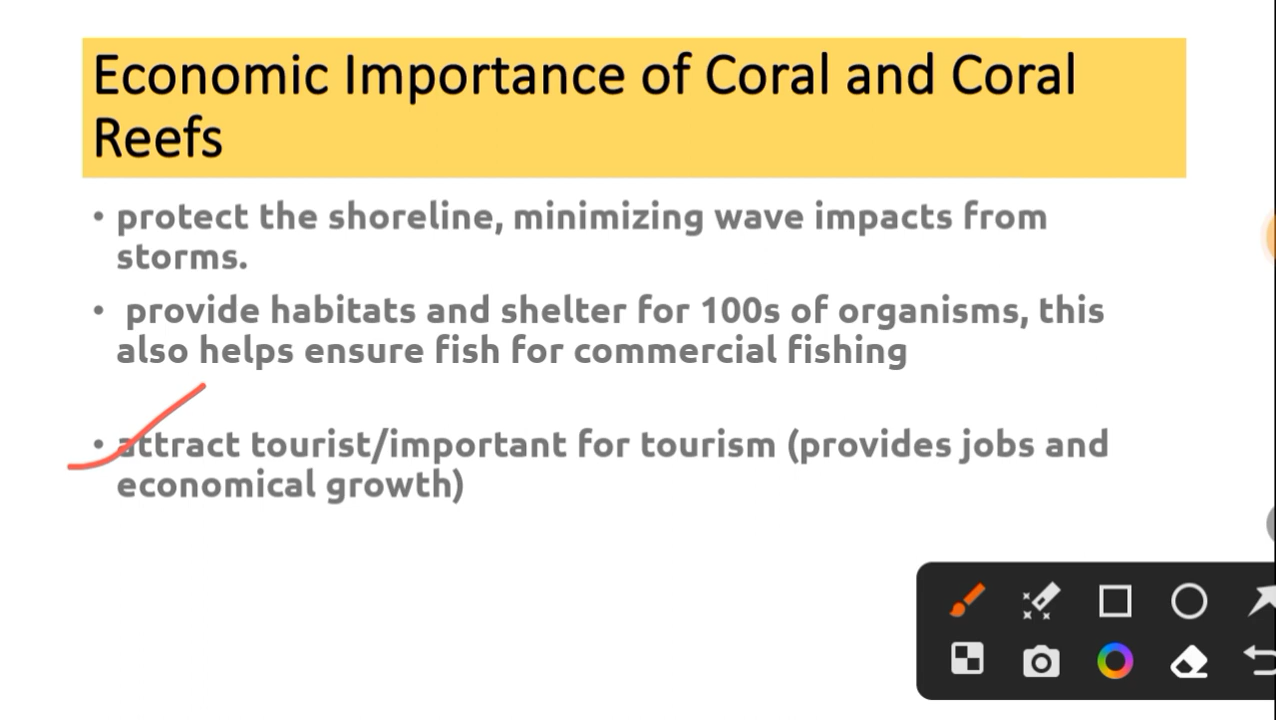 Economic Importance of Coral and Coral
Reefs
• protect the shoreline, minimizing wave impacts from
storms.
• provide habitats and shelter for 100s of organisms, this
also helps ensure fish for commercial fishing
• attract tourist/important for tourism (provides jobs and
economical growth)